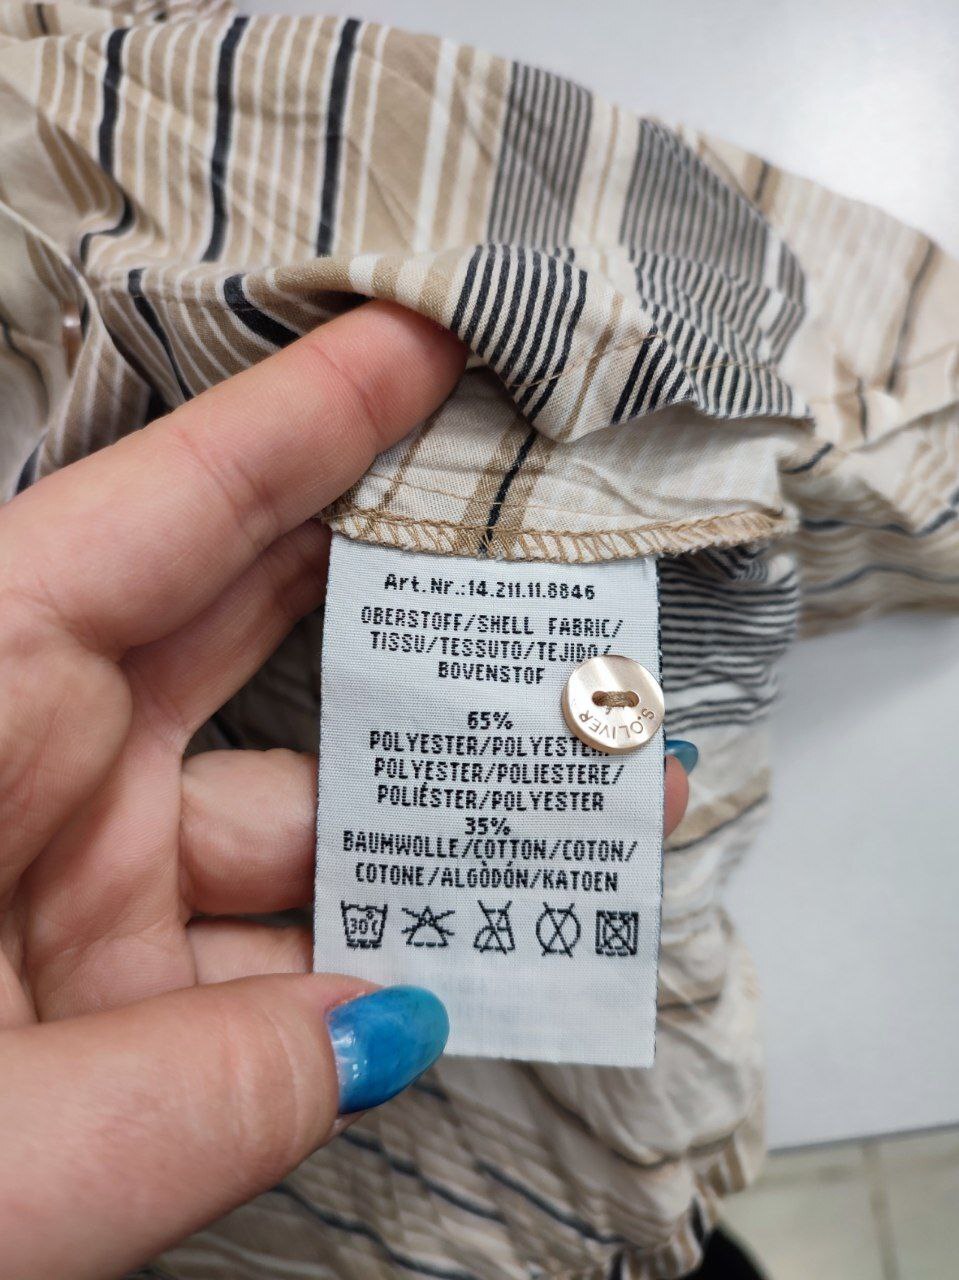 Art.Nr.:14.211.11.8846
OBERSTOFF/SHELL FABRIC/
TISSU/TESSUTO/TEJIDO/
BOVENSTOF
S.OLIVER
65%
POLYESTER/POLYESTER/
POLYESTER/POLIESTERE/
POLIÉSTER/POLYESTER
35%
BAUMWOLLE/COTTON/COTON/
COTONE/ALGÒDÓN/KATOEN
30°